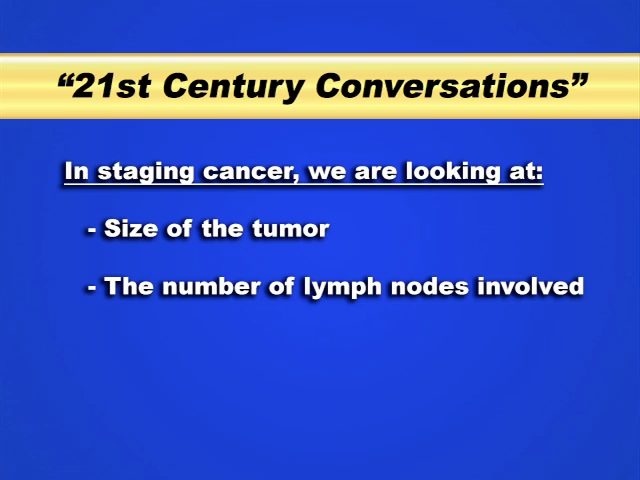 “21st Century Conversations”
In staging cancer, we are looking at:
- Size of the tumor
- The number of lymph nodes involved